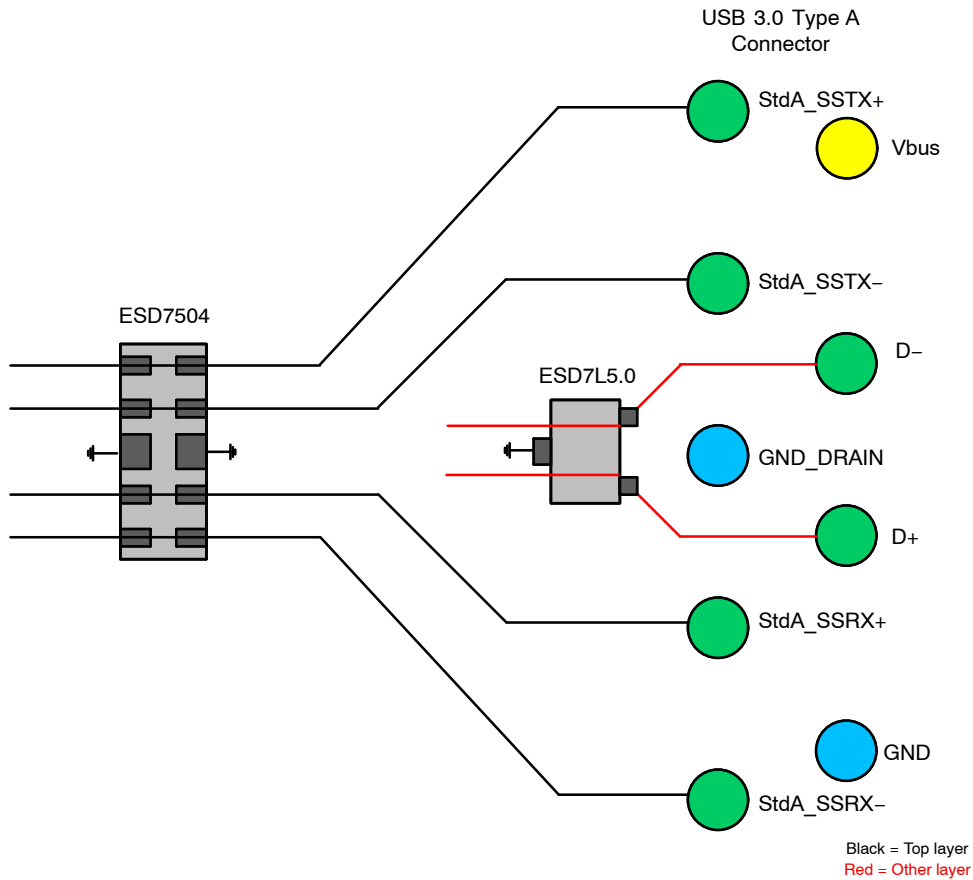 USB 3.0 Type A
Connector
StdA_SSTX+
Vbus
StdA_SSTX−
ESD7504
D−
ESD7L5.0
GND_DRAIN
D+
StdA_SSRX+
GND
StdA_SSRX−
Black = Top layer
Red = Other layer